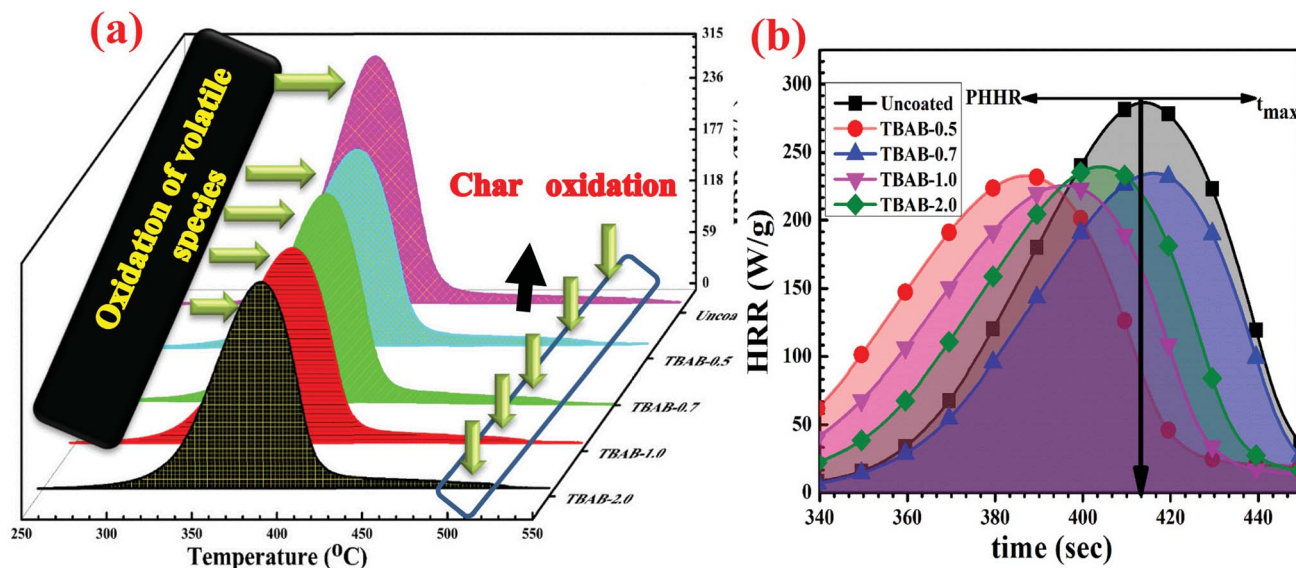 (a)
Oxidation of volatile
species
Char oxidation
315
236
177
118
59
0
Uncoa
TBAB-0.5
TBAB-0.7
TBAB-1.0
TBAB-2.0
250 300 350 400 450 500 550
Temperature (⁰C)
(b)
300
250
200
150
100
50
0
HRR (W/g)
Uncoated
TBAB-0.5
TBAB-0.7
TBAB-1.0
TBAB-2.0
PHHR
tmax
340 360 380 400 420 440
time (sec)